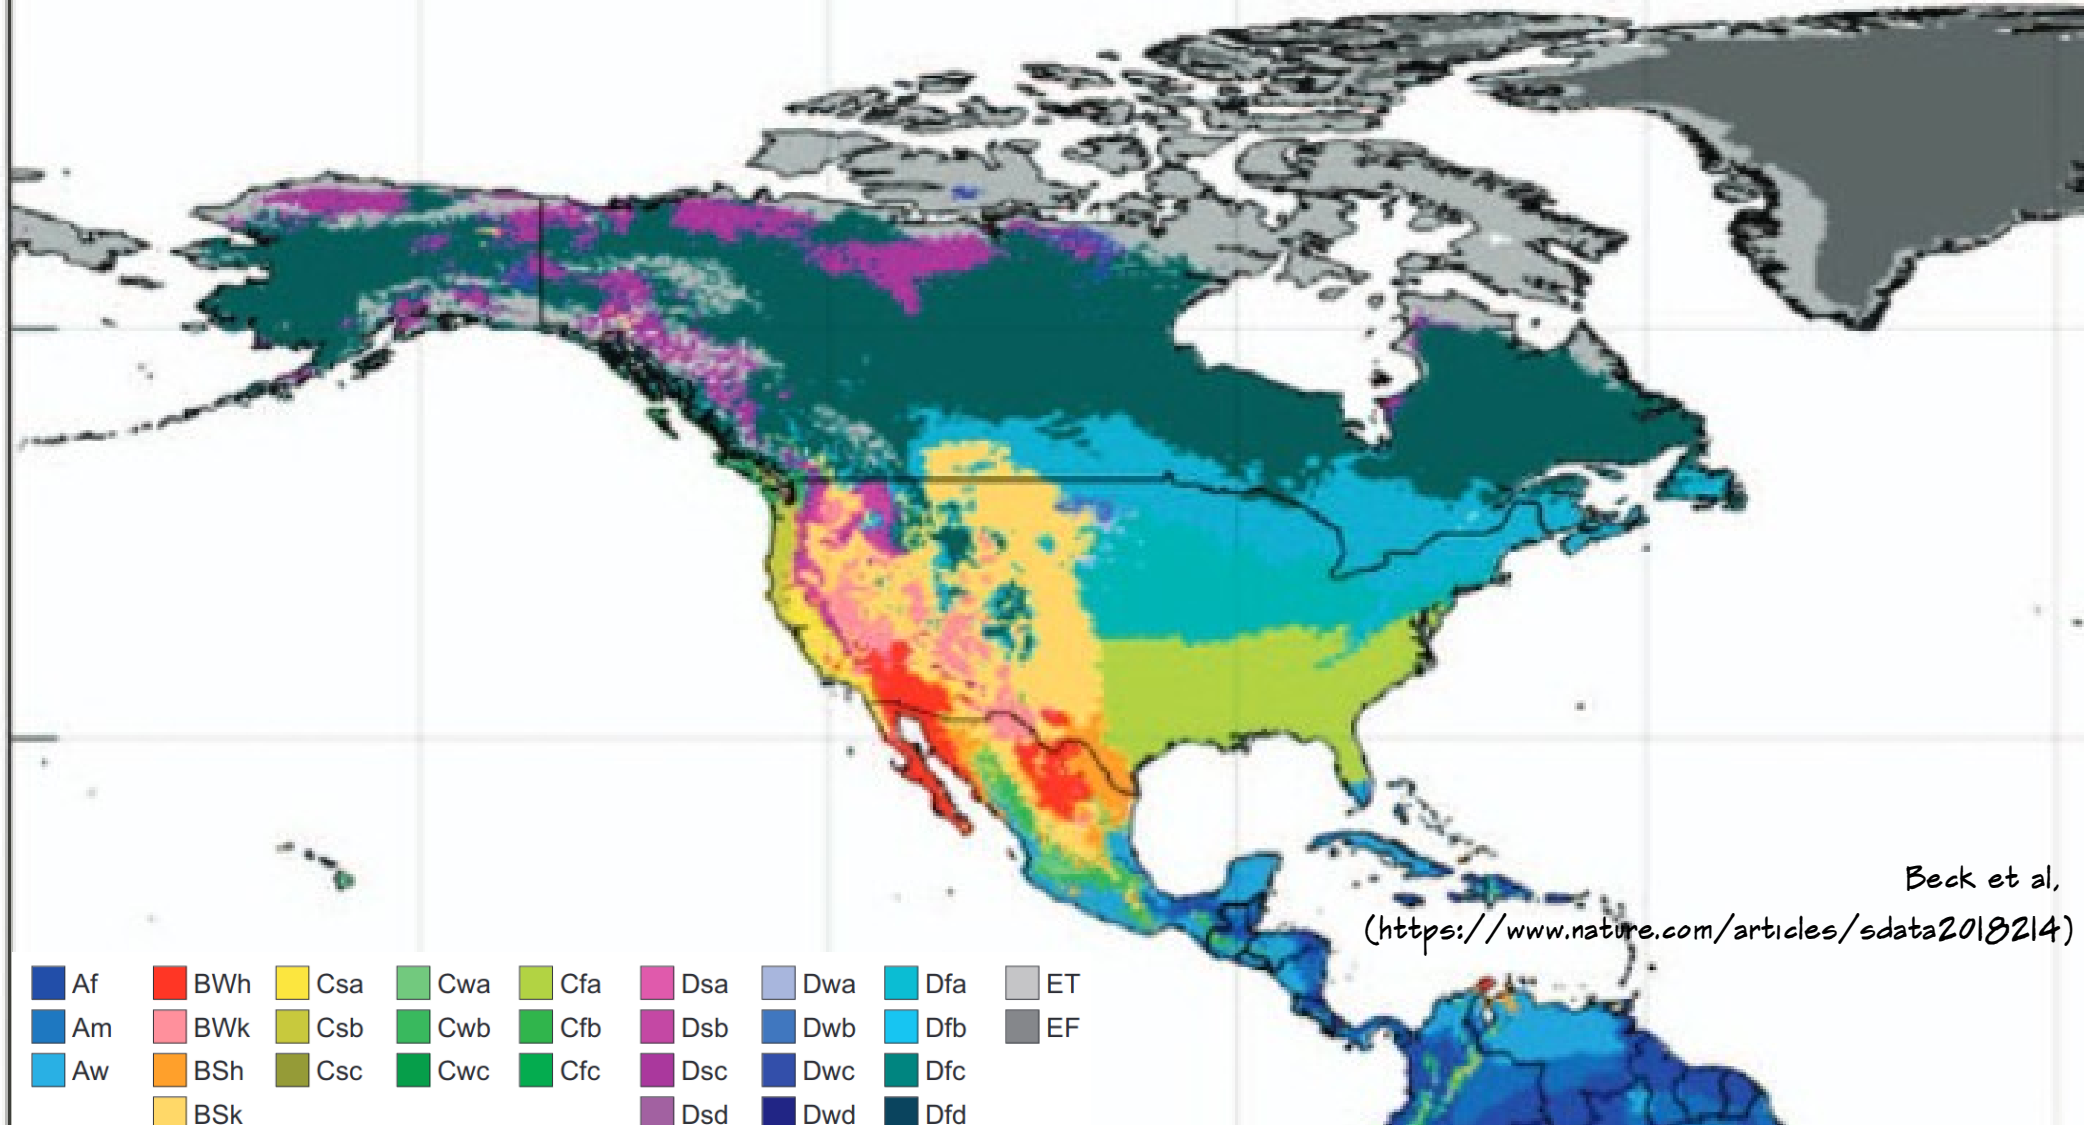 Beck et al,
(https://www.nature.com/articles/sdata2018214)
Af BWh Csa Cwa Cfa Dsa Dwa Dfa ET
Am BWk Csb Cwb Cfb Dsb Dwb Dfb EF
Aw BSh Csc Cwc Cfc Dsc Dwc Dfc
BSk Dsd Dwd Dfd